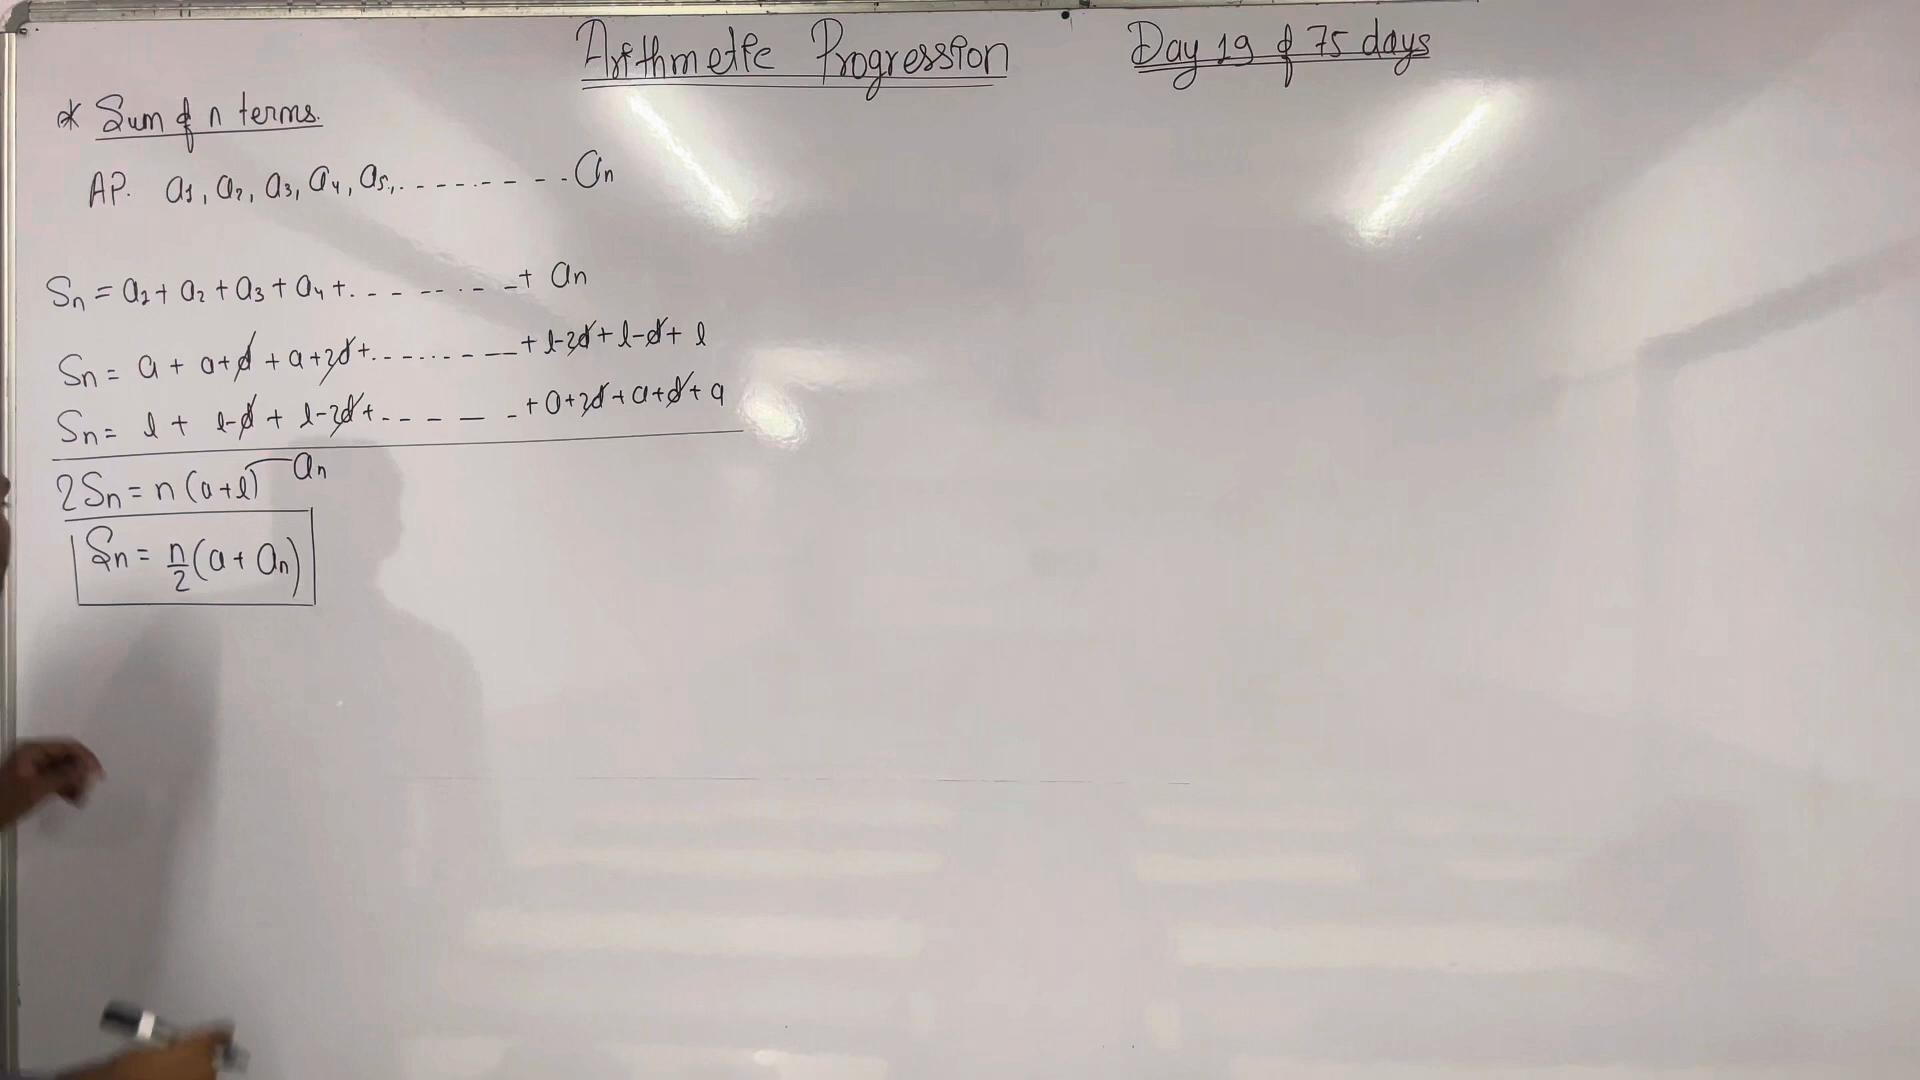 Arithmetic Progression
Day 19 of 75 days
* Sum of n terms.
AP. a1, a2, a3, a4, a5, - - - - - - - - an
Sn = a1 + a2 + a3 + a4 + - - - - - - - + an
Sn = a + a+d + a+2d + - - - - - - - + l-2d + l-d + l
Sn = l + l-d + l-2d + - - - - - + a+2d + a+d + a
2Sn = n(a+l) an
Sn = n/2 (a + an)